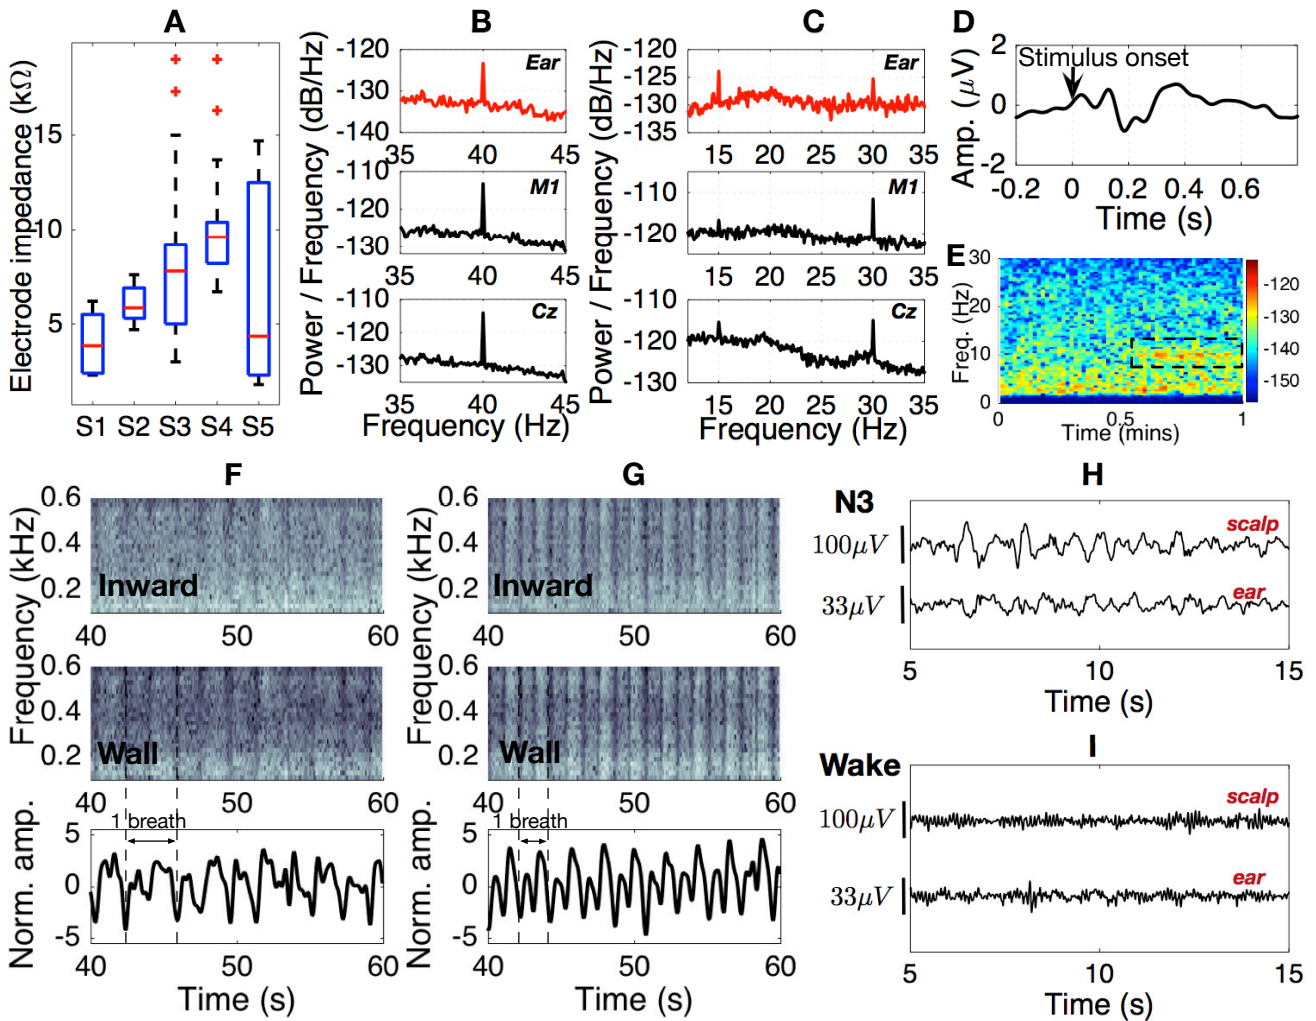 A
Electrode impedance (kΩ)
15
10
5
S1 S2 S3 S4 S5
B
Power / Frequency (dB/Hz)
-120
-130
-140
Ear
35 40 45
-110
-120
-130
M1
35 40 45
-110
-120
-130
Cz
35 40 45
Frequency (Hz)
C
Power / Frequency (dB/Hz)
-120
-125
-130
-135
Ear
15 20 25 30 35
-110
-120
M1
15 20 25 30 35
-110
-120
-130
Cz
15 20 25 30 35
Frequency (Hz)
D
Amp. (μV)
2
0
-2
Stimulus onset
-0.2 0 0.2 0.4 0.6
Time (s)
E
Freq. (Hz)
30
20
10
0
0 0.5 1
Time (mins)
-120
-130
-140
-150
F
Frequency (kHz)
0.6
0.4
0.2
Inward
40 50 60
0.6
0.4
0.2
Wall
40 50 60
1 breath
Norm. amp.
5
0
-5
40 50 60
Time (s)
G
Frequency (kHz)
0.6
0.4
0.2
Inward
40 50 60
0.6
0.4
0.2
Wall
40 50 60
1 breath
Norm. amp.
5
0
-5
40 50 60
Time (s)
H
N3
100μV
scalp
33μV
ear
5 10 15
Time (s)
I
Wake
100μV
scalp
33μV
ear
5 10 15
Time (s)